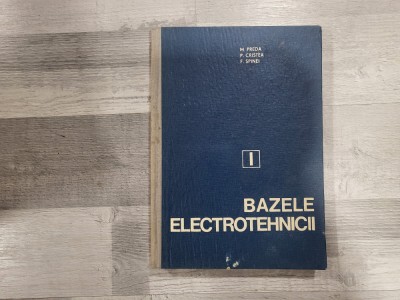 M. PREDA
P. CRISTEA
F. SPINEI
I
BAZELE
ELECTROTEHNICII